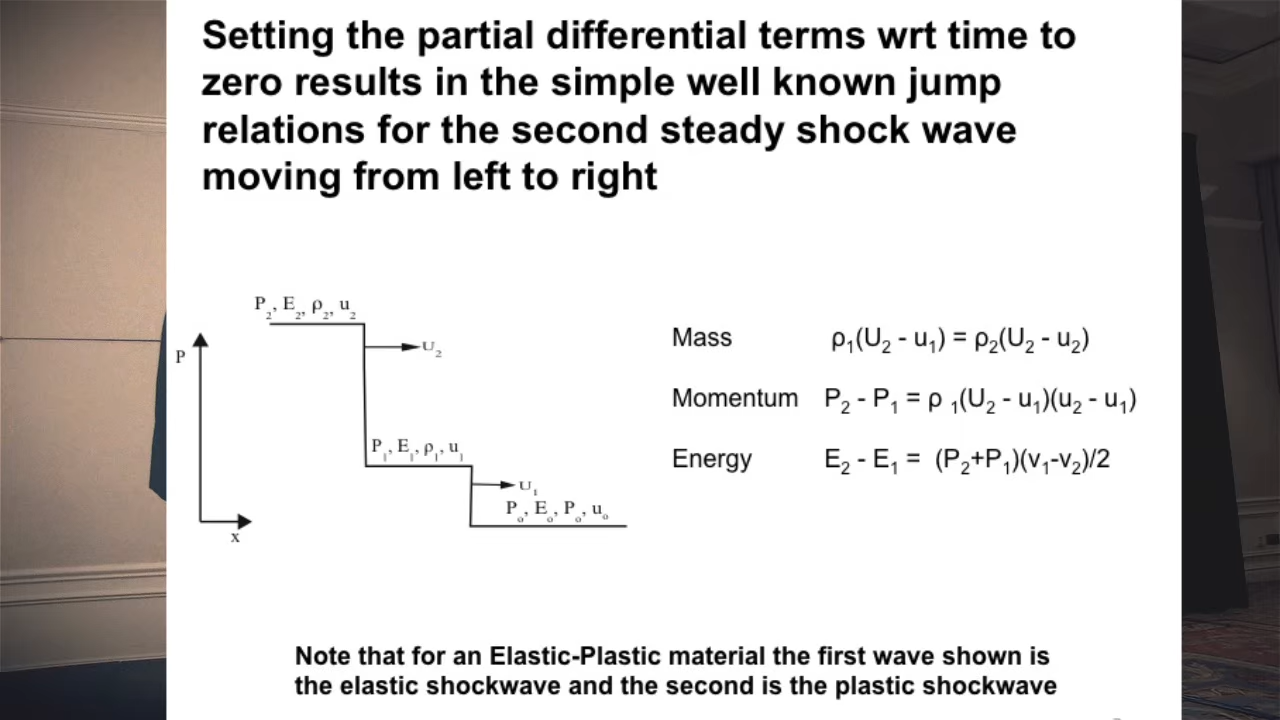 Setting the partial differential terms wrt time to
zero results in the simple well known jump
relations for the second steady shock wave
moving from left to right
P₂, E₂, ρ₂, u₂
U₂
P
P₁, E₁, ρ₁, u₁
U₁
P₀, E₀, P₀, u₀
x
Mass ρ₁(U₂ - u₁) = ρ₂(U₂ - u₂)
Momentum P₂ - P₁ = ρ ₁(U₂ - u₁)(u₂ - u₁)
Energy E₂ - E₁ = (P₂+P₁)(v₁-v₂)/2
Note that for an Elastic-Plastic material the first wave shown is
the elastic shockwave and the second is the plastic shockwave